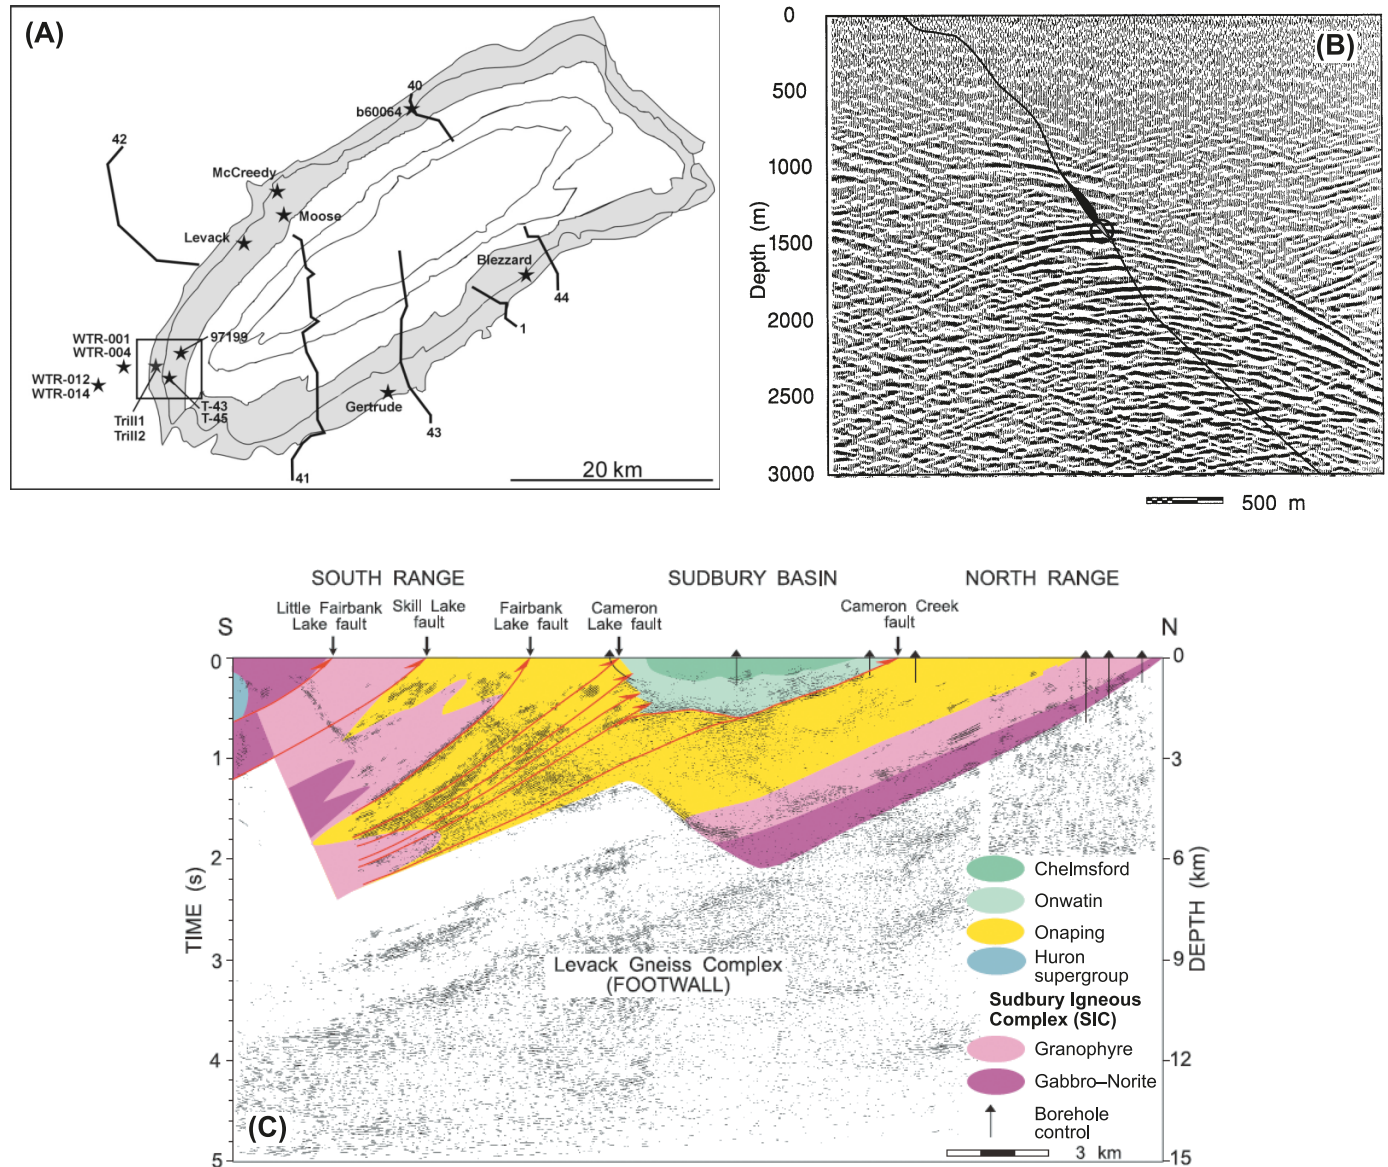 (A)
40
b60064
42
McCreedy
Moose
Levack
Blezzard
44
1
WTR-001
WTR-004
97199
WTR-012
WTR-014
T-43
T-45
Trill1
Trill2
Gertrude
43
41
20 km
(B)
0
500
1000
1500
2000
2500
3000
Depth (m)
500 m
SOUTH RANGE
SUDBURY BASIN
NORTH RANGE
Little Fairbank
Lake fault
Skill Lake
fault
Fairbank
Lake fault
Cameron
Lake fault
Cameron Creek
fault
S
N
0
1
2
3
4
5
TIME (s)
0
3
6
9
12
15
DEPTH (km)
Levack Gneiss Complex
(FOOTWALL)
Chelmsford
Onwatin
Onaping
Huron
supergroup
Sudbury Igneous
Complex (SIC)
Granophyre
Gabbro–Norite
Borehole
control
3 km
(C)